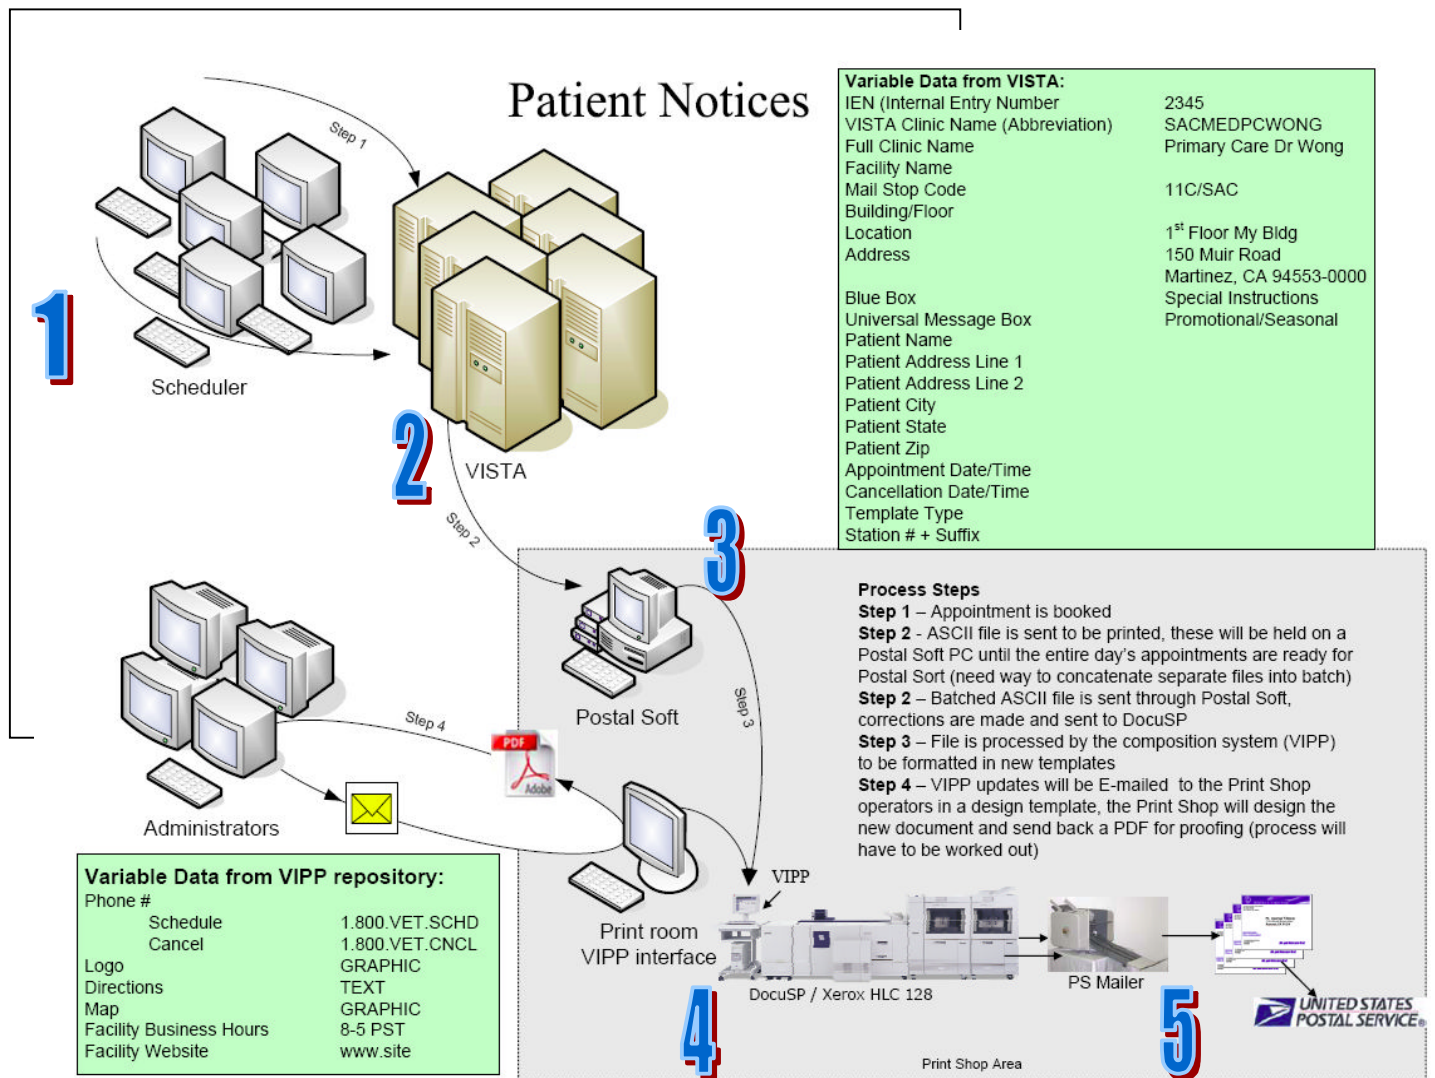 Patient Notices
Step 1
1
Scheduler
2
VISTA
Step 2
Variable Data from VISTA:
IEN (Internal Entry Number 2345
VISTA Clinic Name (Abbreviation) SACMEDPCWONG
Full Clinic Name Primary Care Dr Wong
Facility Name
Mail Stop Code 11C/SAC
Building/Floor
Location 1st Floor My Bldg
Address 150 Muir Road
Martinez, CA 94553-0000
Blue Box Special Instructions
Universal Message Box Promotional/Seasonal
Patient Name
Patient Address Line 1
Patient Address Line 2
Patient City
Patient State
Patient Zip
Appointment Date/Time
Cancellation Date/Time
Template Type
Station # + Suffix
3
Postal Soft
Step 3
Process Steps
Step 1 – Appointment is booked
Step 2 - ASCII file is sent to be printed, these will be held on a
Postal Soft PC until the entire day's appointments are ready for
Postal Sort (need way to concatenate separate files into batch)
Step 2 – Batched ASCII file is sent through Postal Soft,
corrections are made and sent to DocuSP
Step 3 – File is processed by the composition system (VIPP)
to be formatted in new templates
Step 4 – VIPP updates will be E-mailed to the Print Shop
operators in a design template, the Print Shop will design the
new document and send back a PDF for proofing (process will
have to be worked out)
Step 4
PDF
Adobe
Administrators
Variable Data from VIPP repository:
Phone #
Schedule 1.800.VET.SCHD
Cancel 1.800.VET.CNCL
Logo GRAPHIC
Directions TEXT
Map GRAPHIC
Facility Business Hours 8-5 PST
Facility Website www.site
Print room
VIPP interface
VIPP
DocuSP / Xerox HLC 128
4
PS Mailer
5
UNITED STATES
POSTAL SERVICE®
Print Shop Area